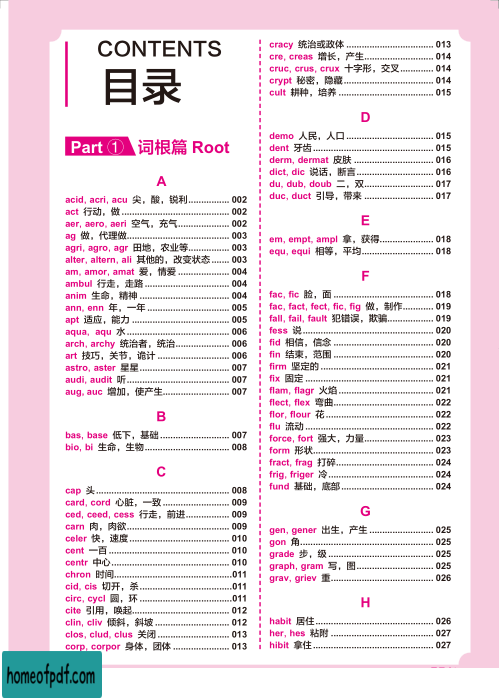 CONTENTS
目录
Part ① 词根篇 Root
A
acid, acri, acu 尖，酸，锐利 ................ 002
act 行动，做 ................ 002
aer, aero, aeri 空气，充气 ................ 002
ag 做，代理做 ................ 003
agri, agro, agr 田地，农业等 ................ 003
alter, altern, ali 其他的，改变状态 ....... 003
am, amor, amat 爱，情爱 ................ 004
ambul 行走，走路 ................ 004
anim 生命，精神 ................ 004
ann, enn 年，一年 ................ 005
apt 适应，能力 ................ 005
aqua, aqu 水 ................ 006
arch, archy 统治者，统治 ................ 006
art 技巧，关节，诡计 ................ 006
astro, aster 星星 ................ 007
audi, audit 听 ................ 007
aug, auc 增加，使产生 ................ 007
B
bas, base 低下，基础 ................ 007
bio, bi 生命，生物 ................ 008
C
cap 头 ................ 008
card, cord 心脏，一致 ................ 009
ced, ceed, cess 行走，前进 ................ 009
carn 肉，肉欲 ................ 009
celer 快，速度 ................ 010
cent 一百 ................ 010
centr 中心 ................ 010
chron 时间 ................ 011
cid, cis 切开，杀 ................ 011
circ, cycl 圆，环 ................ 011
cite 引用，唤起 ................ 012
clin, cliv 倾斜，斜坡 ................ 012
clos, clud, clus 关闭 ................ 013
corp, corpor 身体，团体 ................ 013
cracy 统治或政体 ................ 013
cre, creas 增长，产生 ................ 014
cruc, crus, crux 十字形，交叉 ............ 014
crypt 秘密，隐藏 ................ 014
cult 耕种，培养 ................ 015
D
demo 人民，人口 ................ 015
dent 牙齿 ................ 015
derm, dermat 皮肤 ................ 016
dict, dic 说话，断言 ................ 016
du, dub, doub 二，双 ................ 017
duc, duct 引导，带来 ................ 017
E
em, empt, ampl 拿，获得 ................ 018
equ, equi 相等，平均 ................ 018
F
fac, fic 脸，面 ................ 018
fac, fact, fect, fic, fig 做，制作 ........... 019
fall, fail, fault 犯错误，欺骗 ................ 019
fess 说 ................ 020
fid 相信，信念 ................ 020
fin 结束，范围 ................ 020
firm 坚定的 ................ 021
fix 固定 ................ 021
flam, flagr 火焰 ................ 021
flect, flex 弯曲 ................ 022
flor, flour 花 ................ 022
flu 流动 ................ 022
force, fort 强大，力量 ................ 023
form 形状 ................ 023
fract, frag 打碎 ................ 024
frig, friger 冷 ................ 024
fund 基础，底部 ................ 024
G
gen, gener 出生，产生 ................ 025
gon 角 ................ 025
grade 步，级 ................ 025
graph, gram 写，图 ................ 025
grav, griev 重 ................ 026
H
habit 居住 ................ 026
her, hes 粘附 ................ 027
hibit 拿住 ................ 027
homeofpdf.com